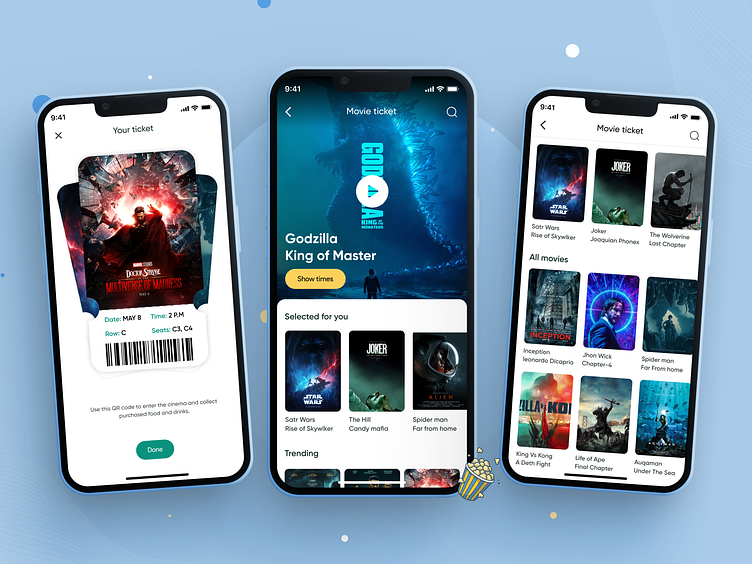 9:41
Your ticket
MARVEL STUDIOS
DOCTOR STRANGE
IN THE
MULTIVERSE OF MADNESS
MAY 6
Date: MAY 8 Time: 2 P.M
Row: C Seats: C3, C4
Use this QR code to enter the cinema and collect
purchased food and drinks.
Done
9:41
Movie ticket
GODZILLA
KING OF THE
MONSTERS
Godzilla
King of Master
Show times
Selected for you
STAR
WARS
JOKER
ALIEN
Satr Wars
Rise of Skywlker
The Hill
Candy mafia
Spider man
Far from home
Trending
9:41
Movie ticket
STAR
WARS
JOKER
Satr Wars
Rise of Skywlker
Joker
Joaquian Phonex
The Wolverine
Last Chapter
All movies
INCEPTION
Inception
leonardo Dicaprio
Jhon Wick
Chapter-4
Spider man
Far From home
ZILLA vs KON
AQUAMAN
King Vs Kong
A Deth Fight
Life of Ape
Final Chapter
Auqaman
Under The Sea